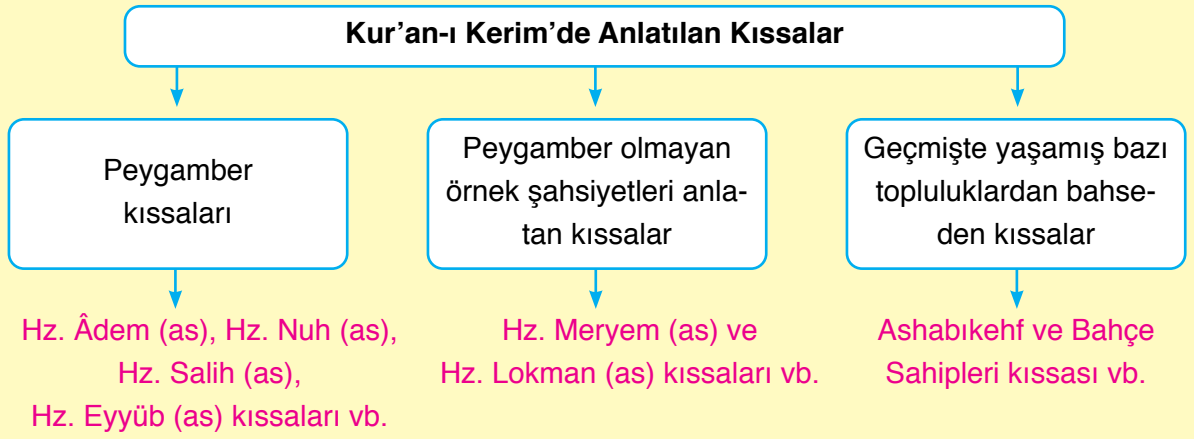 Kur’an-ı Kerim’de Anlatılan Kıssalar
Peygamber
kıssaları
Peygamber olmayan
örnek şahsiyetleri anla-
tan kıssalar
Geçmişte yaşamış bazı
topluluklardan bahse-
den kıssalar
Hz. Âdem (as), Hz. Nuh (as),
Hz. Salih (as),
Hz. Eyyüb (as) kıssaları vb.
Hz. Meryem (as) ve
Hz. Lokman (as) kıssaları vb.
Ashabıkehf ve Bahçe
Sahipleri kıssası vb.